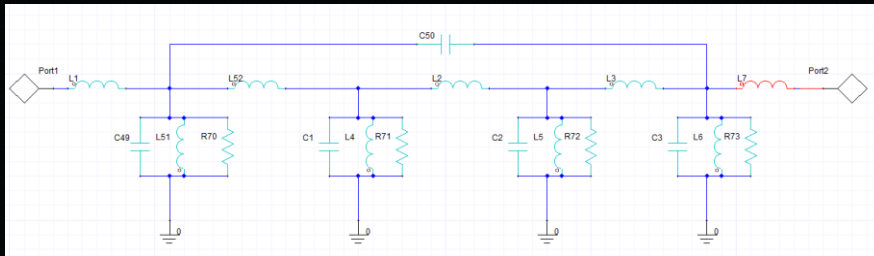 C50
Port1
L1
L52
L2
L3
L7
Port2
C49
L51
R70
C1
L4
R71
C2
L5
R72
C3
L6
R73
0
0
0
0